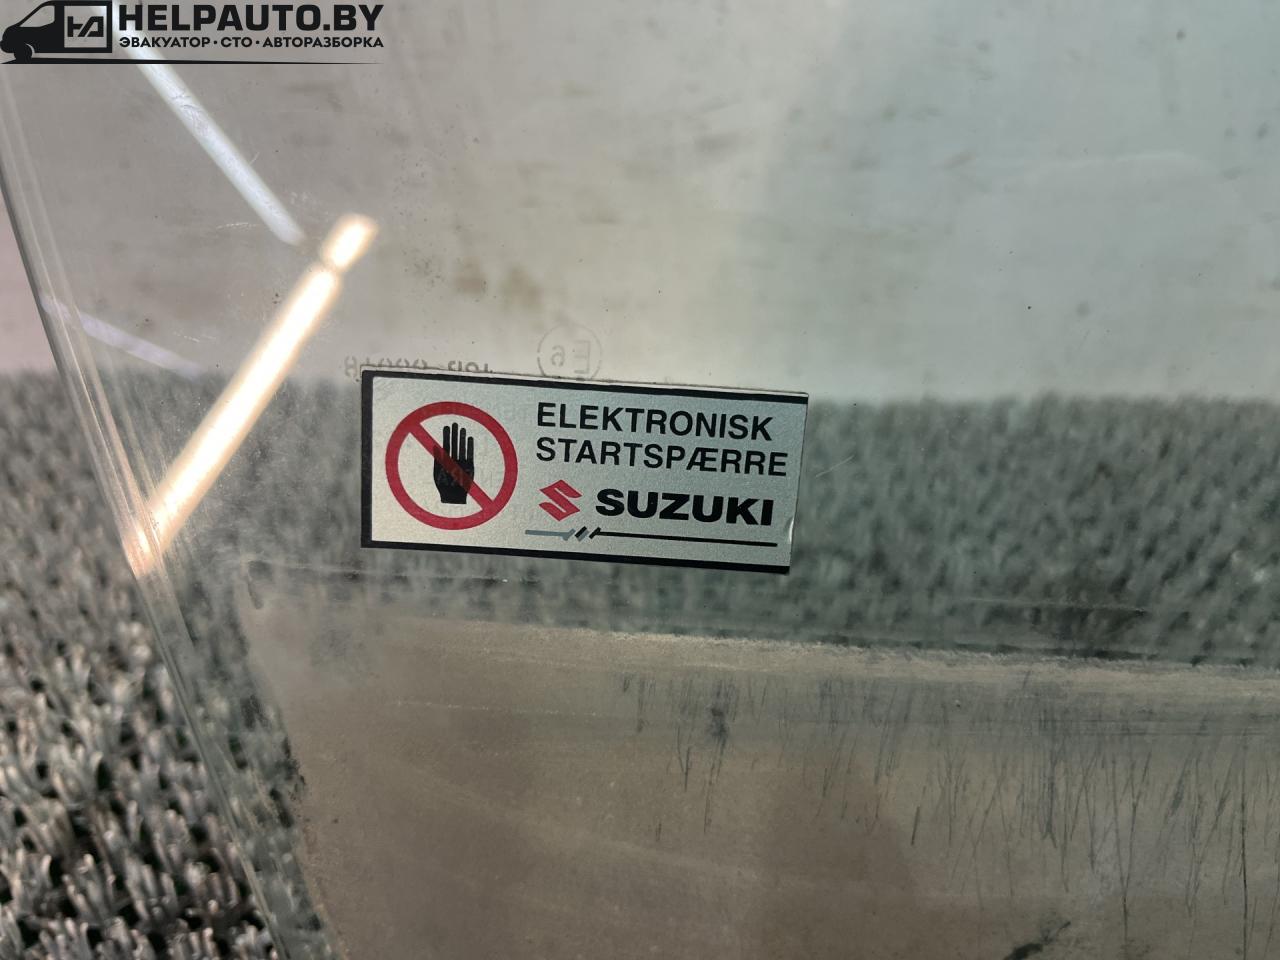 HELPAUTO.BY
ЭВАКУАТОР · СТО · АВТОРАЗБОРКА
ELEKTRONISK
STARTSPÆRRE
SUZUKI